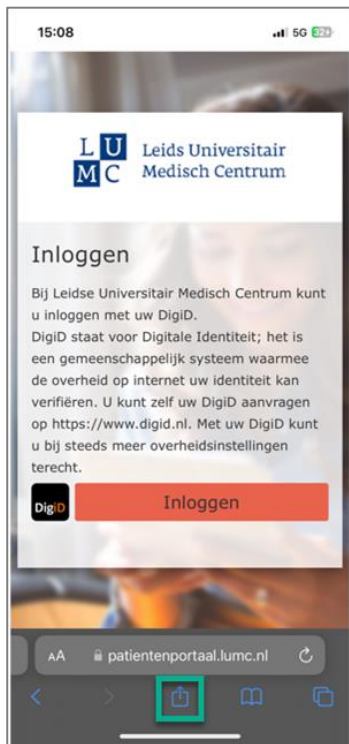 15:08
5G 32
L U Leids Universitair
M C Medisch Centrum
Inloggen
Bij Leidse Universitair Medisch Centrum kunt
u inloggen met uw DigiD.
DigiD staat voor Digitale Identiteit; het is
een gemeenschappelijk systeem waarmee
de overheid op internet uw identiteit kan
verifiëren. U kunt zelf uw DigiD aanvragen
op https://www.digid.nl. Met uw DigiD kunt
u bij steeds meer overheidsinstellingen
terecht.
DigiD Inloggen
AA patientenportaal.lumc.nl